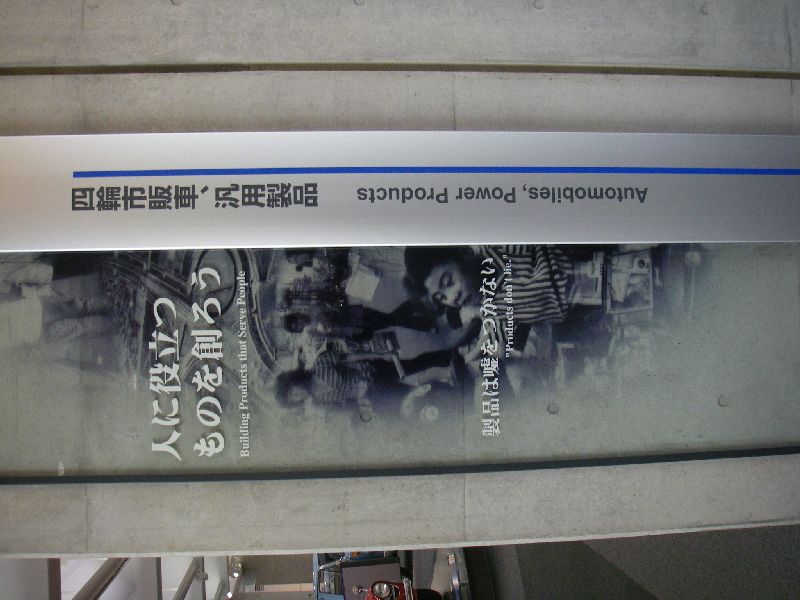 四輪市販車、汎用製品
Automobiles, Power Products
人に役立つ
ものを創ろう
Building Products that Serve People
製品は嘘をつかない
"Products don't lie."